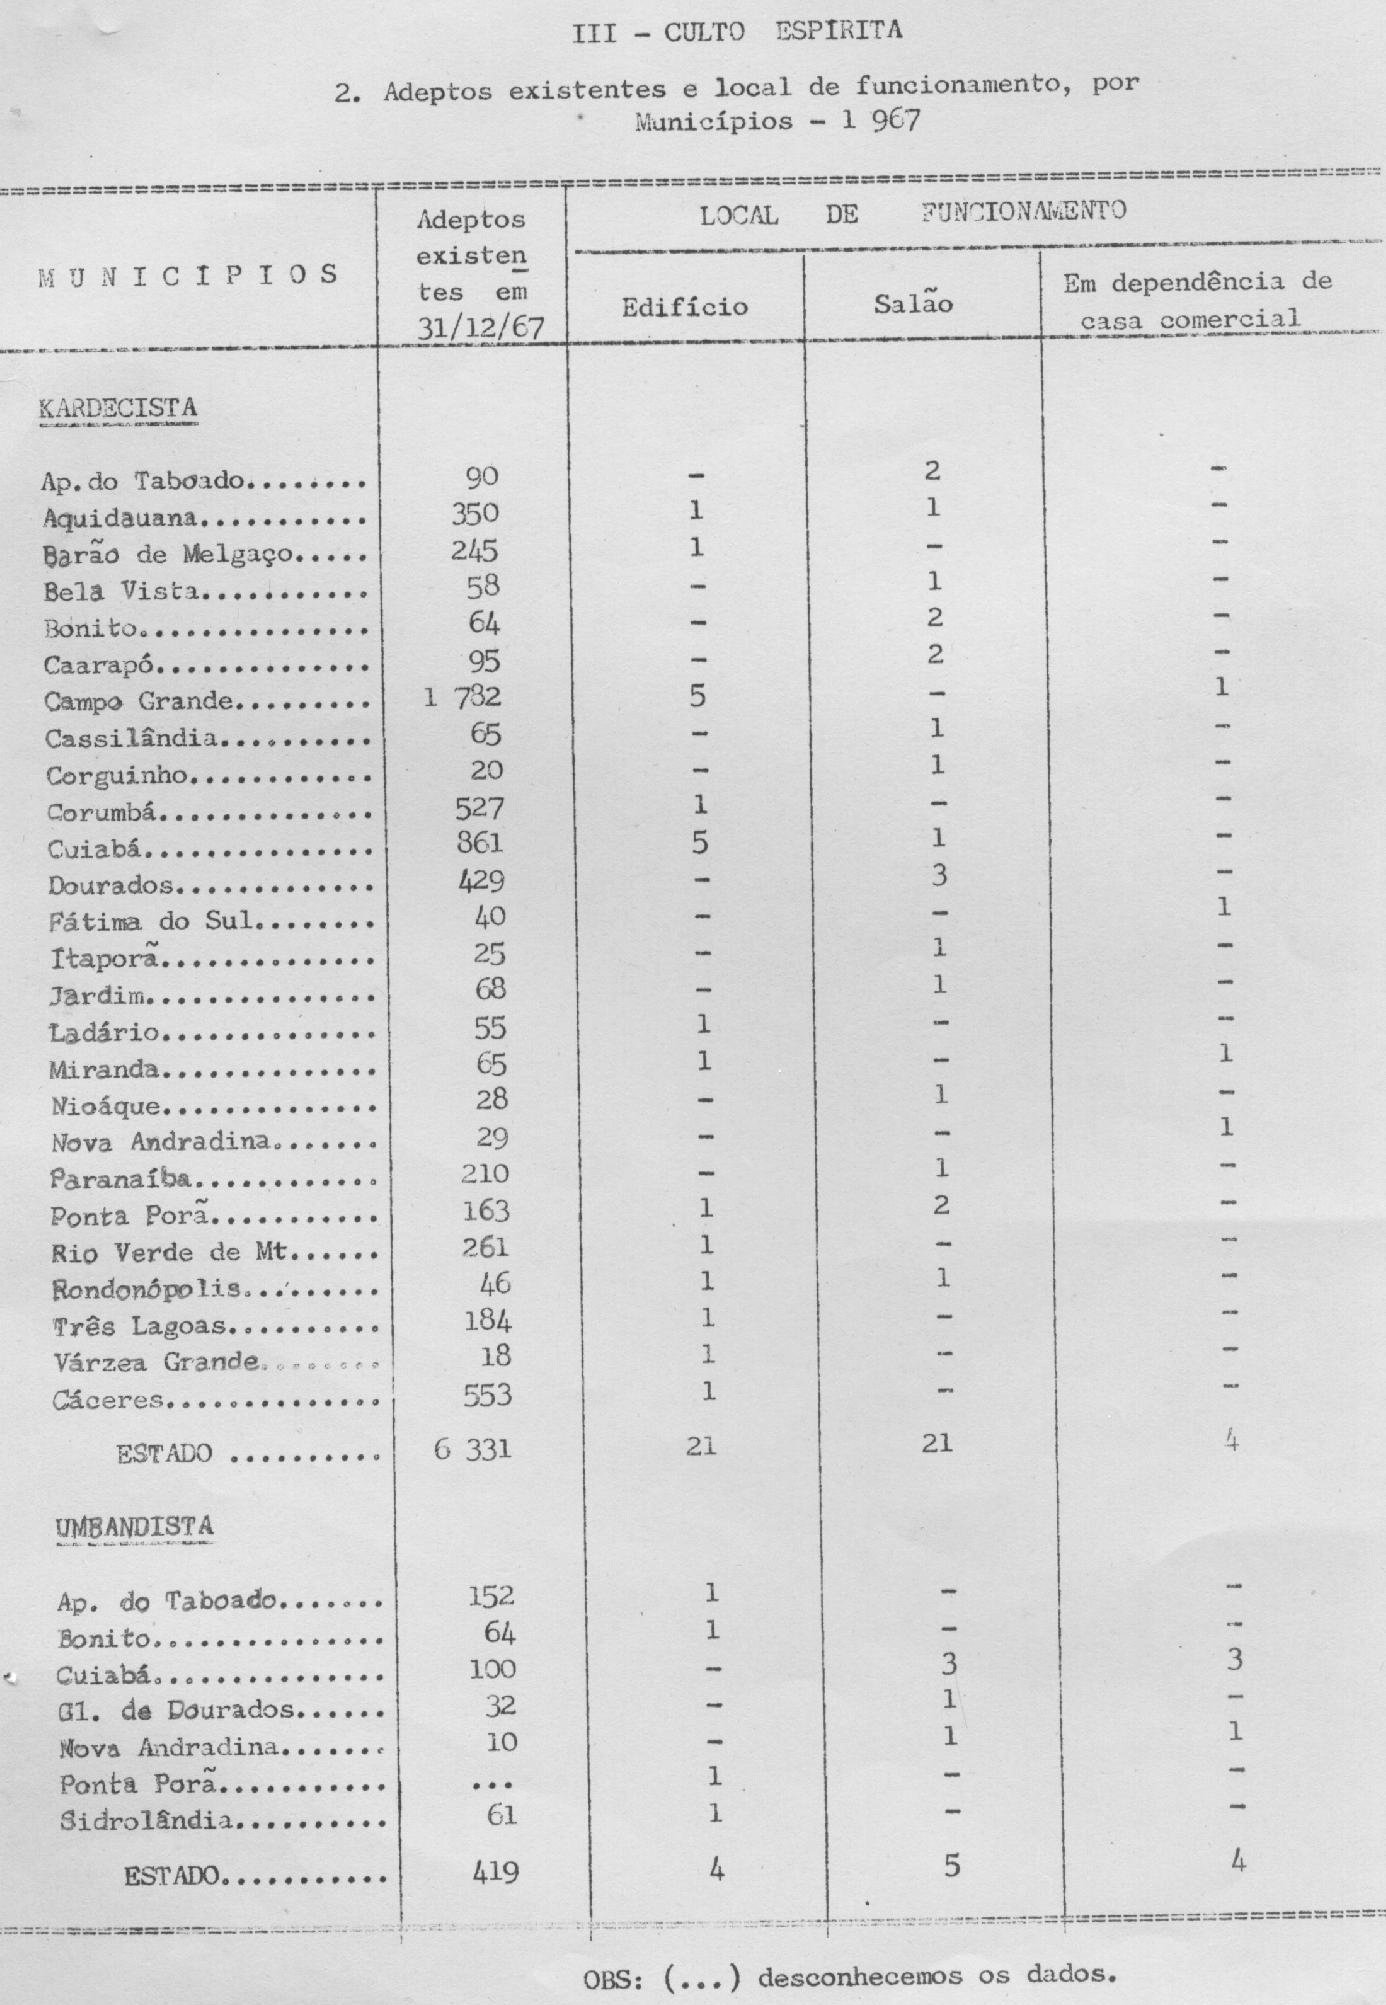 III - CULTO ESPÍRITA
2. Adeptos existentes e local de funcionamento, por
Municípios - 1 967
MUNICÍPIOS
Adeptos
existen
tes em
31/12/67
LOCAL DE FUNCIONAMENTO
Edifício
Salão
Em dependência de
casa comercial
KARDECISTA
Ap.do Taboado........ 90 - 2 -
Aquidauana........... 350 1 1 -
Barão de Melgaço..... 245 1 - -
Bela Vista........... 58 - 1 -
Bonito............... 64 - 2 -
Caarapó.............. 95 - 2 -
Campo Grande......... 1 782 5 - 1
Cassilândia.......... 65 - 1 -
Corguinho............ 20 - 1 -
Corumbá.............. 527 1 - -
Cuiabá............... 861 5 1 -
Dourados............. 429 - 3 -
Fátima do Sul........ 40 - - 1
Itaporã.............. 25 - 1 -
Jardim............... 68 - 1 -
Ladário.............. 55 1 - -
Miranda.............. 65 1 - 1
Nioáque.............. 28 - 1 -
Nova Andradina....... 29 - - 1
Paranaíba............ 210 - 1 -
Ponta Porã........... 163 1 2 -
Rio Verde de Mt...... 261 1 - -
Rondonópolis......... 46 1 1 -
Três Lagoas.......... 184 1 - -
Várzea Grande........ 18 1 - -
Cáceres.............. 553 1 - -
ESTADO .......... 6 331 21 21 4
UMBANDISTA
Ap. do Taboado....... 152 1 - -
Bonito............... 64 1 - -
Cuiabá............... 100 - 3 3
Gl. de Dourados...... 32 - 1 -
Nova Andradina....... 10 - 1 1
Ponta Porã........... ... 1 - -
Sidrolândia.......... 61 1 - -
ESTADO........... 419 4 5 4
OBS: (...) desconhecemos os dados.